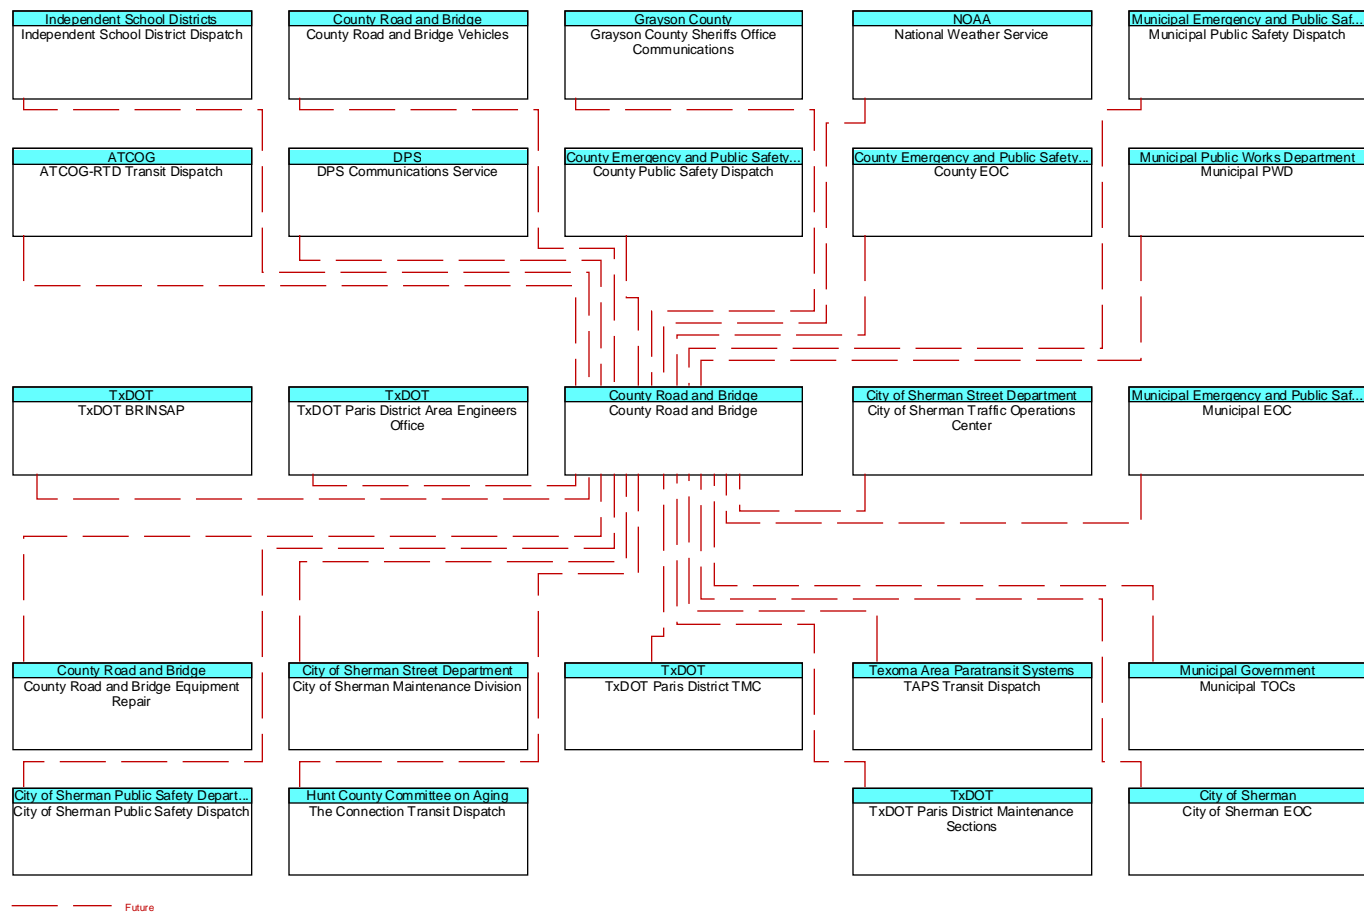 Independent School Districts
Independent School District Dispatch
County Road and Bridge
County Road and Bridge Vehicles
Grayson County
Grayson County Sheriffs Office
Communications
NOAA
National Weather Service
Municipal Emergency and Public Saf...
Municipal Public Safety Dispatch
ATCOG
ATCOG-RTD Transit Dispatch
DPS
DPS Communications Service
County Emergency and Public Safety...
County Public Safety Dispatch
County Emergency and Public Safety...
County EOC
Municipal Public Works Department
Municipal PWD
TxDOT
TxDOT BRINSAP
TxDOT
TxDOT Paris District Area Engineers
Office
County Road and Bridge
County Road and Bridge
City of Sherman Street Department
City of Sherman Traffic Operations
Center
Municipal Emergency and Public Saf...
Municipal EOC
County Road and Bridge
County Road and Bridge Equipment
Repair
City of Sherman Street Department
City of Sherman Maintenance Division
TxDOT
TxDOT Paris District TMC
Texoma Area Paratransit Systems
TAPS Transit Dispatch
Municipal Government
Municipal TOCs
City of Sherman Public Safety Depart...
City of Sherman Public Safety Dispatch
Hunt County Committee on Aging
The Connection Transit Dispatch
TxDOT
TxDOT Paris District Maintenance
Sections
City of Sherman
City of Sherman EOC
Future